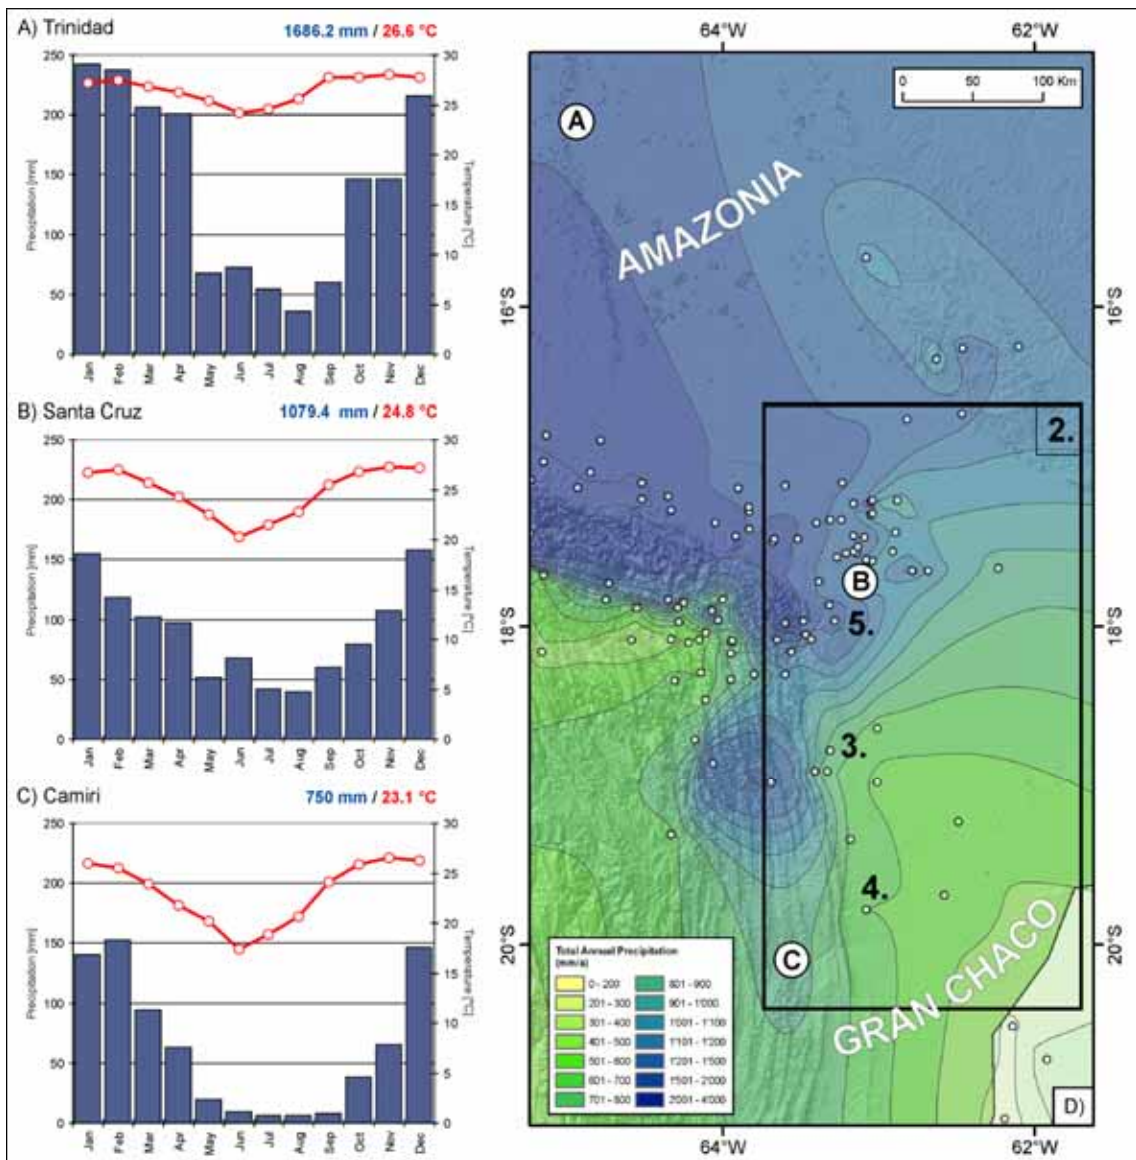 A) Trinidad
1686.2 mm / 26.6 °C
Precipitation [mm]
250
200
150
100
50
0
30
25
20
15
10
5
0
Temperature [°C]
Jan Feb Mar Apr May Jun Jul Aug Sep Oct Nov Dec
B) Santa Cruz
1079.4 mm / 24.8 °C
Precipitation [mm]
250
200
150
100
50
0
30
25
20
15
10
5
0
Temperature [°C]
Jan Feb Mar Apr May Jun Jul Aug Sep Oct Nov Dec
C) Camiri
750 mm / 23.1 °C
Precipitation [mm]
250
200
150
100
50
0
30
25
20
15
10
5
0
Temperature [°C]
Jan Feb Mar Apr May Jun Jul Aug Sep Oct Nov Dec
64°W 62°W
0 50 100 Km
A
AMAZONIA
16°S 16°S
2.
B
5.
18°S 18°S
3.
4.
20°S 20°S
C
GRAN CHACO
Total Annual Precipitation
(mm/a)
0 - 200
201 - 300
301 - 400
401 - 500
501 - 600
601 - 700
701 - 800
801 - 900
901 - 1'000
1'001 - 1'100
1'101 - 1'200
1'201 - 1'500
1'501 - 2'000
2'001 - 4'000
D)
64°W 62°W